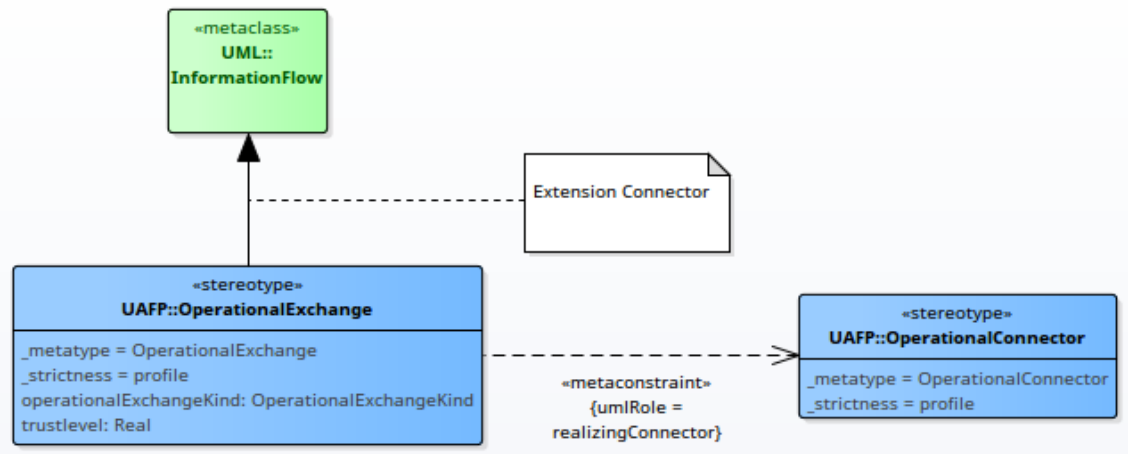 «metaclass»
UML::
InformationFlow
Extension Connector
«stereotype»
UAFP::OperationalExchange
_metatype = OperationalExchange
_strictness = profile
operationalExchangeKind: OperationalExchangeKind
trustlevel: Real
«metaconstraint»
{umlRole =
realizingConnector}
«stereotype»
UAFP::OperationalConnector
_metatype = OperationalConnector
_strictness = profile